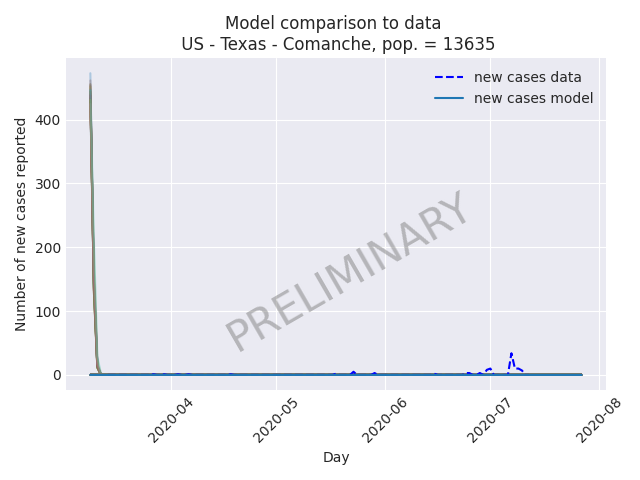 Model comparison to data
US - Texas - Comanche, pop. = 13635
new cases data
new cases model
Number of new cases reported
400
300
200
100
0
PRELIMINARY
2020-04
2020-05
2020-06
2020-07
2020-08
Day